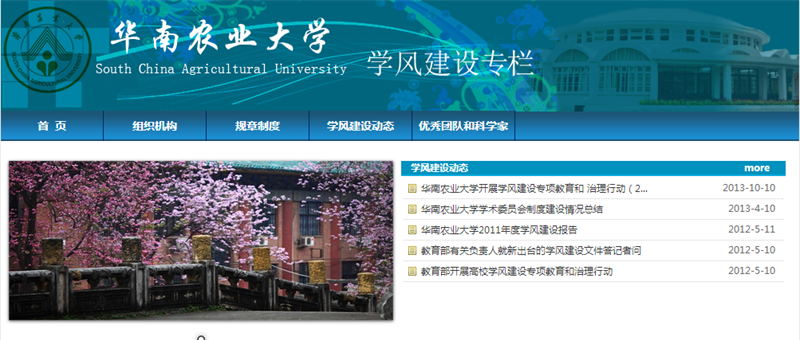 华南农业大学
South China Agricultural University
学风建设专栏
首 页 组织机构 规章制度 学风建设动态 优秀团队和科学家
学风建设动态 more
华南农业大学开展学风建设专项教育和 治理行动（2... 2013-10-10
华南农业大学学术委员会制度建设情况总结 2013-4-10
华南农业大学2011年度学风建设报告 2012-5-11
教育部有关负责人就新出台的学风建设文件答记者问 2012-5-10
教育部开展高校学风建设专项教育和治理行动 2012-5-10